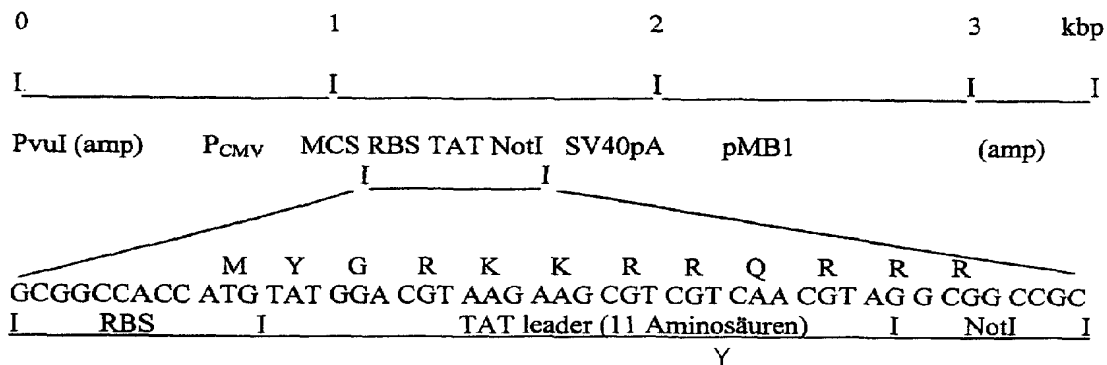 0 1 2 3 kbp
I. I I I I
PvuI (amp) P_CMV MCS RBS TAT NotI SV40pA pMB1 (amp)
I I
M Y G R K K R R Q R R R
GCGGCCACC ATG TAT GGA CGT AAG AAG CGT CGT CAA CGT AG G CGG CCGC
I RBS I TAT leader (11 Aminosäuren) I NotI I
Y